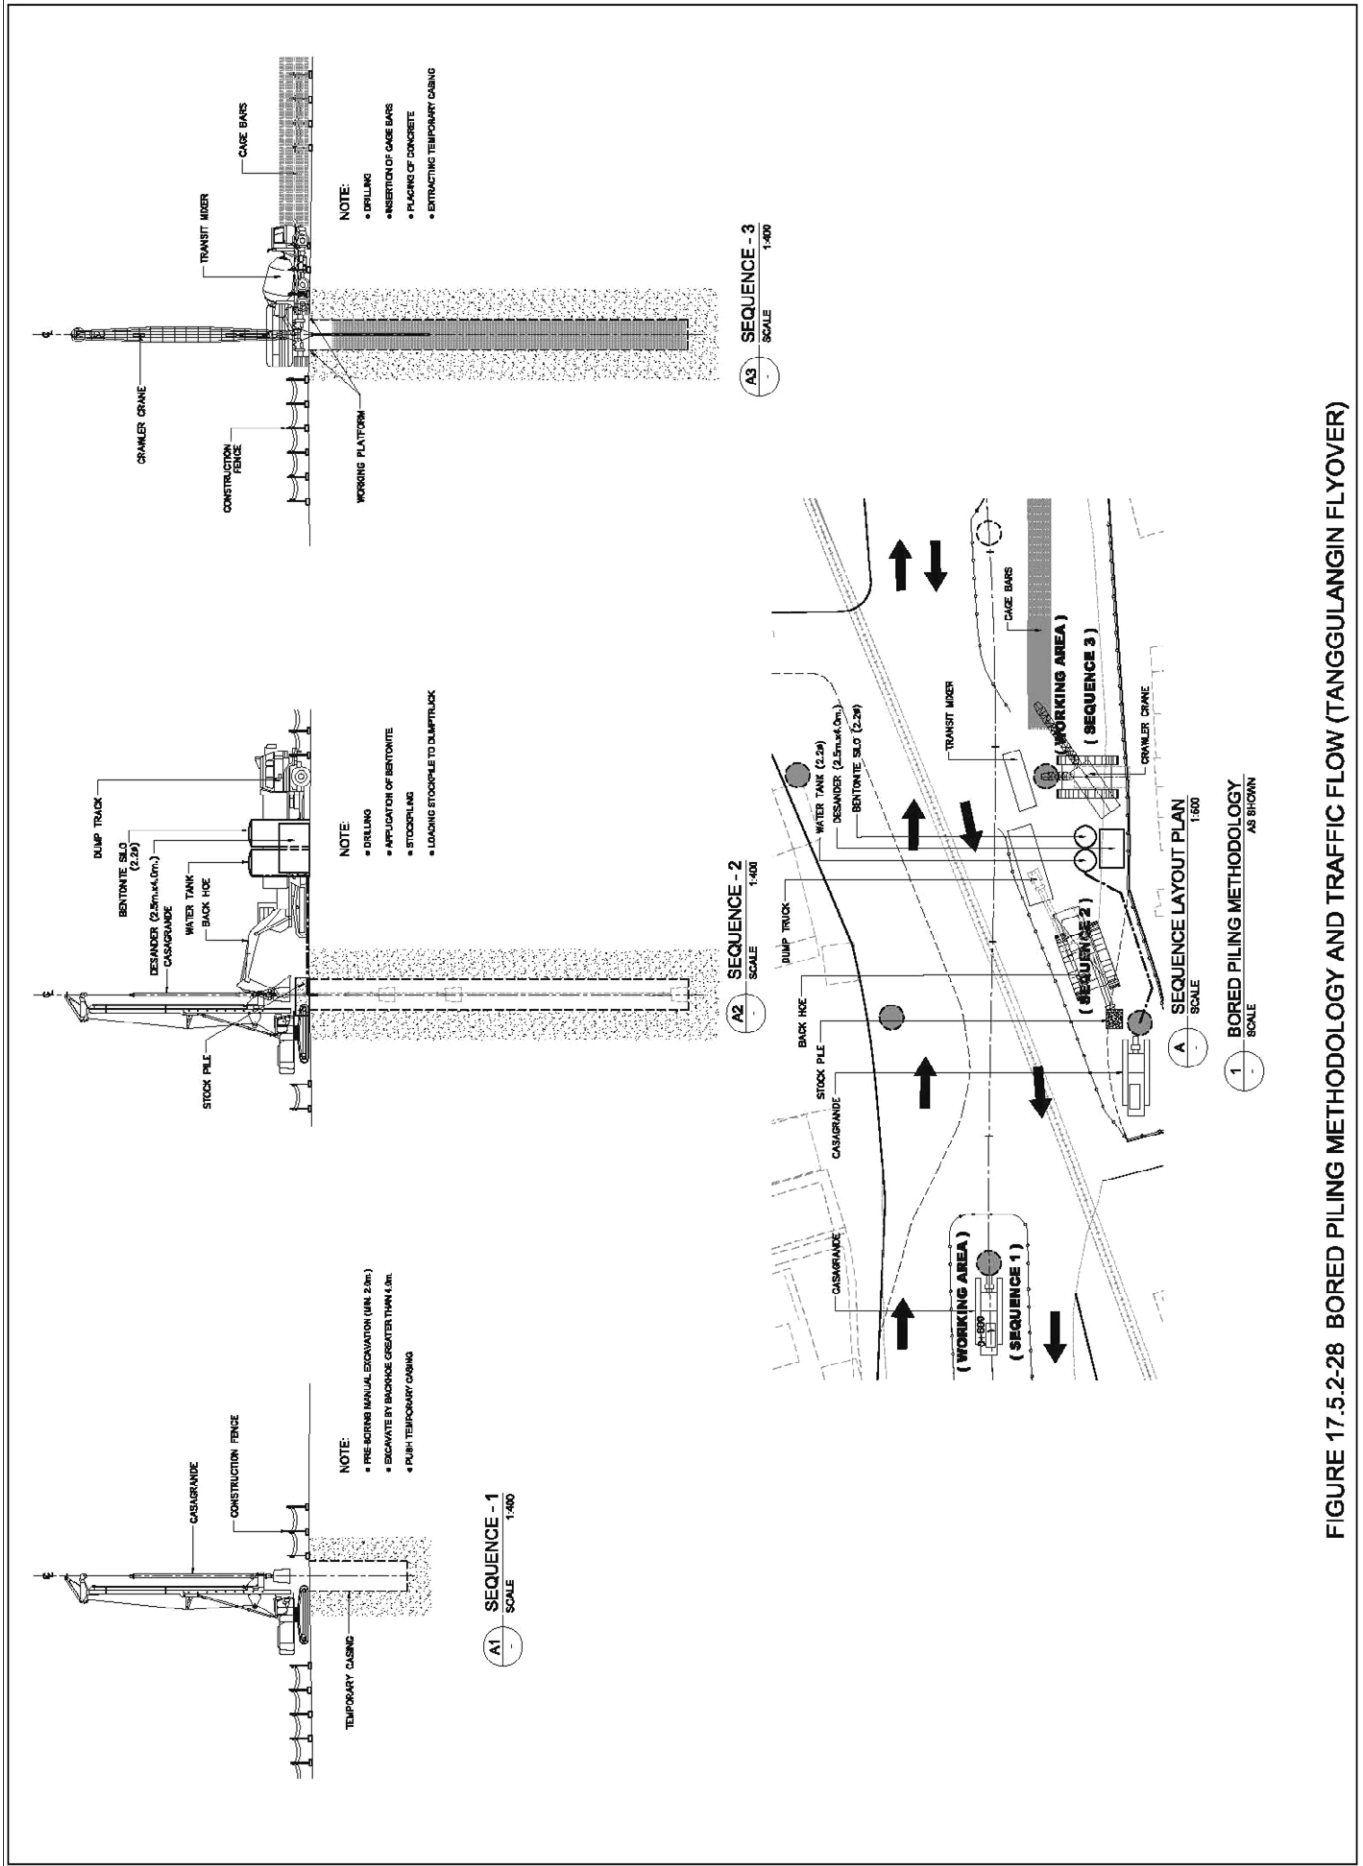 CASAGRANDE
CONSTRUCTION FENCE
TEMPORARY CASING
NOTE:
• PRE-BORING MANUAL EXCAVATION (MIN. 2.0m)
• EXCAVATE BY BACKHOE GREATER THAN 4.0m
• PUSH TEMPORARY CASING
A1
-
SEQUENCE - 1
SCALE 1:400
DUMP TRUCK
BENTONITE SILO
(2.2ø)
DESANDER (2.5m.x4.0m.)
CASAGRANDE
WATER TANK
BACK HOE
STOCK PILE
NOTE:
• DRILLING
• APPLICATION OF BENTONITE
• STOCKPILING
• LOADING STOCKPILE TO DUMPTRUCK
A2
-
SEQUENCE - 2
SCALE 1:400
CRAWLER CRANE
TRANSIT MIXER
CAGE BARS
CONSTRUCTION
FENCE
WORKING PLATFORM
NOTE:
• DRILLING
• INSERTION OF CAGE BARS
• PLACING OF CONCRETE
• EXTRACTING TEMPORARY CASING
A3
-
SEQUENCE - 3
SCALE 1:400
CASAGRANDE
CASAGRANDE
STOCK PILE
BACK HOE
DUMP TRUCK
WATER TANK (2.2ø)
DESANDER (2.5m.x4.0m.)
BENTONITE SILO (2.2ø)
TRANSIT MIXER
CAGE BARS
( WORKING AREA )
0+600
( SEQUENCE 1 )
( SEQUENCE 2 )
( WORKING AREA )
( SEQUENCE 3 )
CRAWLER CRANE
A
-
SEQUENCE LAYOUT PLAN
SCALE 1:600
1
-
BORED PILING METHODOLOGY
SCALE AS SHOWN
FIGURE 17.5.2-28 BORED PILING METHODOLOGY AND TRAFFIC FLOW (TANGGULANGIN FLYOVER)